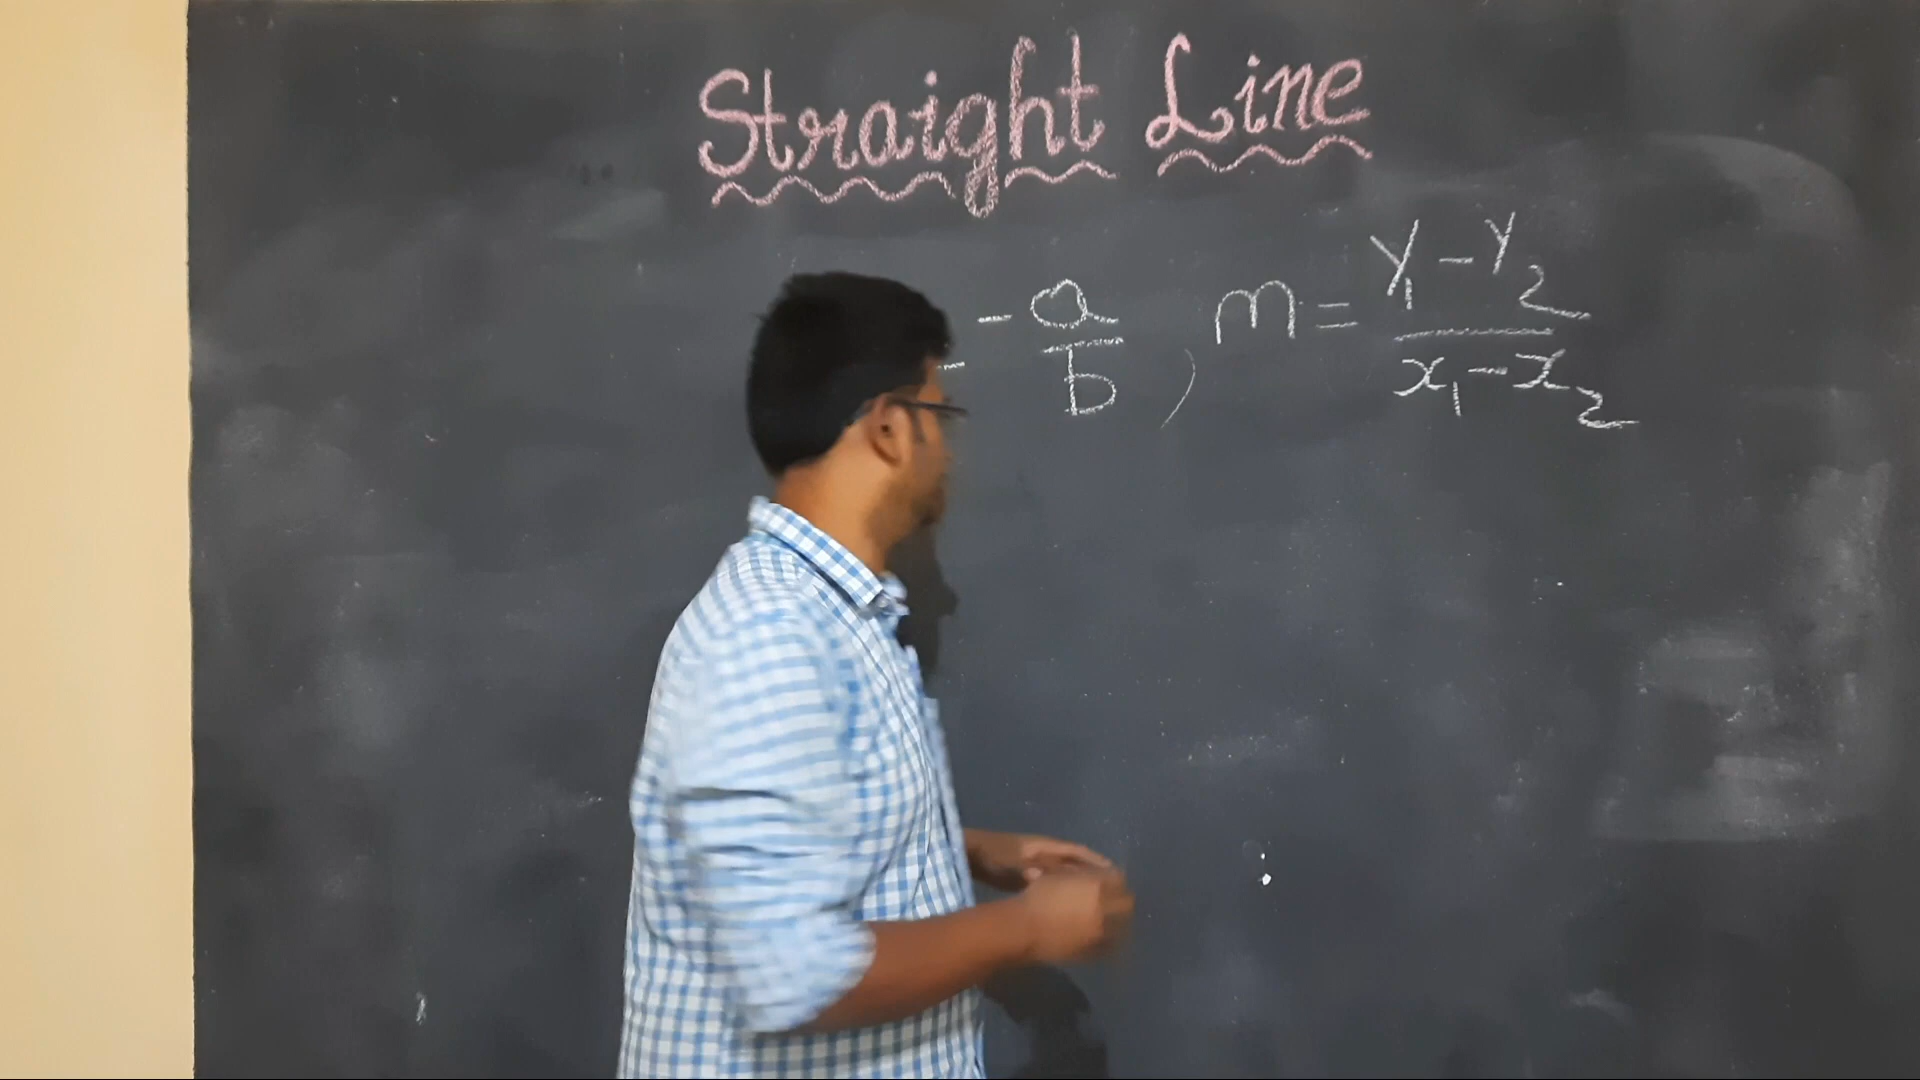 Straight Line
= -a/b , m = y₁-y₂/x₁-x₂